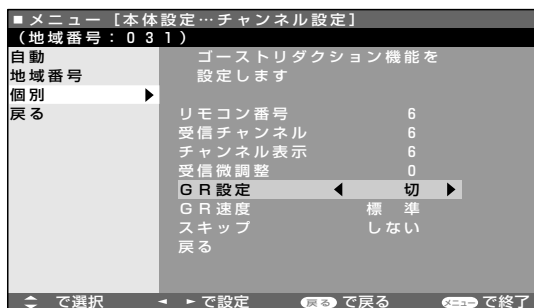 ■メニュー [本体設定…チャンネル設定]
(地域番号:031)
自動
地域番号
個別 ▶
戻る
ゴーストリダクション機能を
設定します
リモコン番号 6
受信チャンネル 6
チャンネル表示 6
受信微調整 0
GR設定 ◀ 切 ▶
GR速度 標 準
スキップ しない
戻る
で選択 ◄ ►で設定 戻る で戻る メニュー で終了